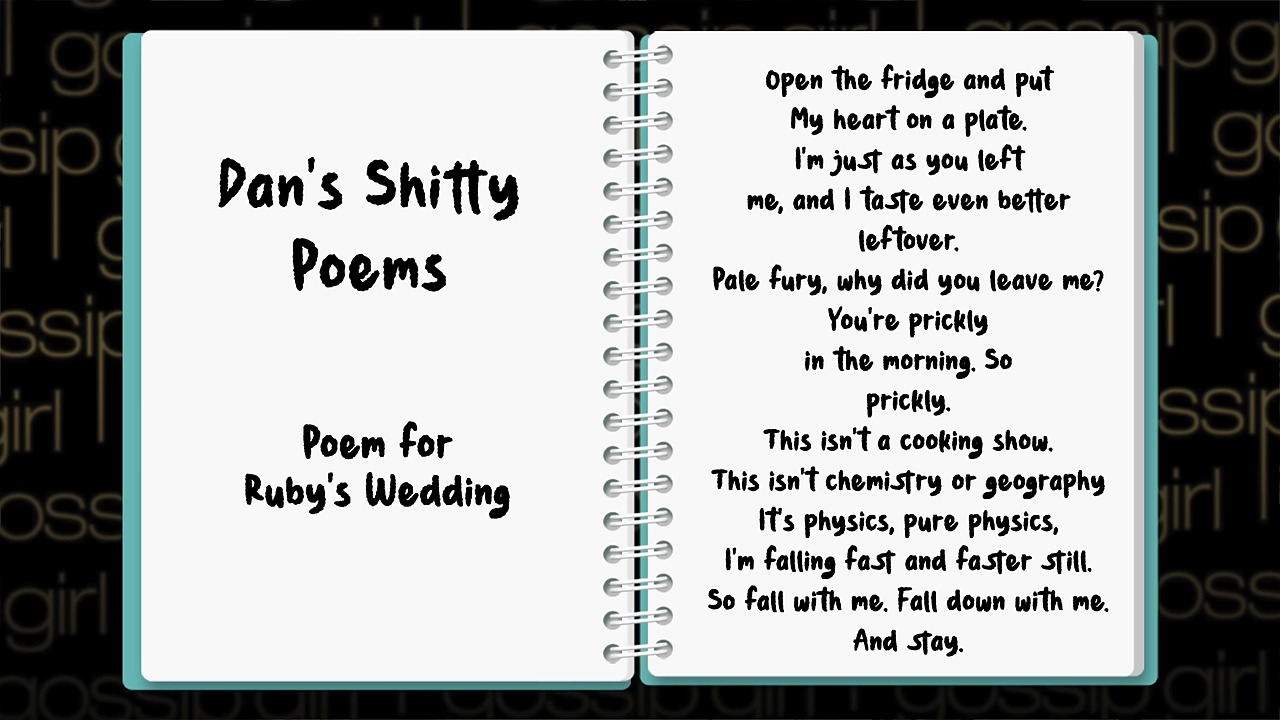 Dan's Shitty
Poems
Poem for
Ruby's Wedding
Open the fridge and put
My heart on a plate.
I'm just as you left
me, and I taste even better
leftover.
Pale fury, why did you leave me?
You're prickly
in the morning. So
prickly.
This isn't a cooking show.
This isn't chemistry or geography
It's physics, pure physics,
I'm falling fast and faster still.
So fall with me. Fall down with me.
And stay.
gossip girl